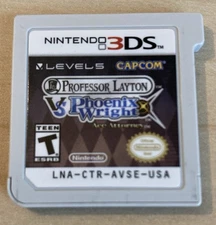 NINTENDO 3DS
LEVEL5 CAPCOM
PROFESSOR LAYTON
VS
Phoenix Wright
Ace Attorney
TEEN
T
ESRB
Nintendo
LNA-CTR-AVSE-USA